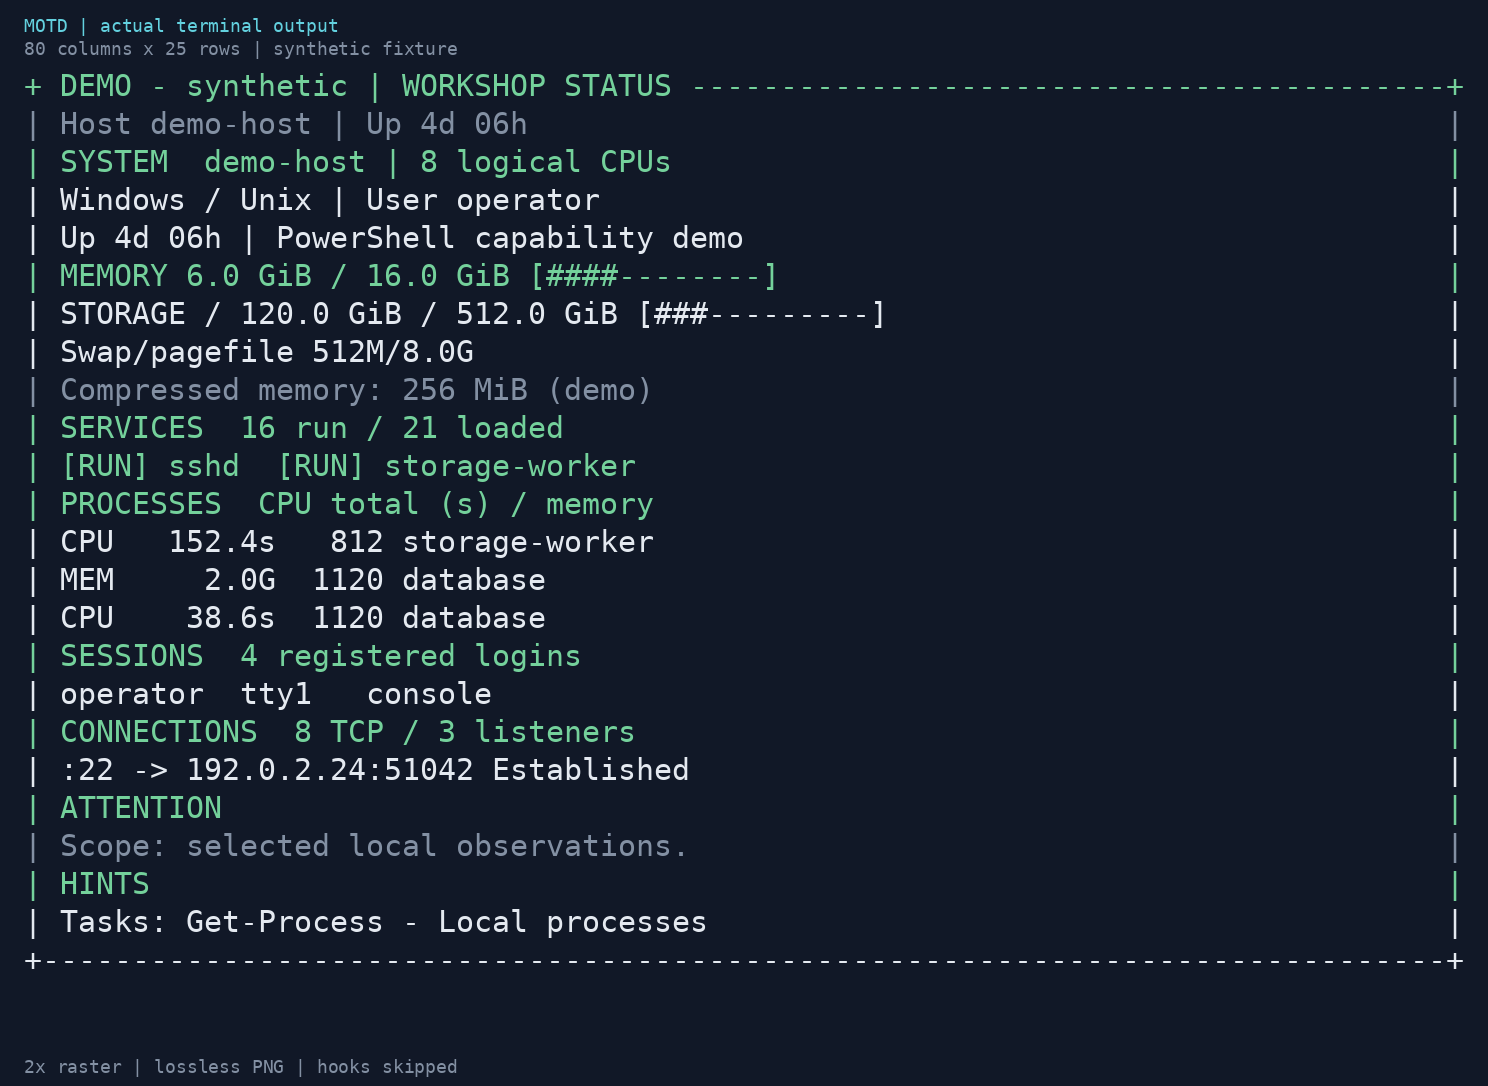 MOTD | actual terminal output
80 columns x 25 rows | synthetic fixture
+ DEMO - synthetic | WORKSHOP STATUS ------------------------------------------+
| Host demo-host | Up 4d 06h                                                   |
| SYSTEM  demo-host | 8 logical CPUs                                           |
| Windows / Unix | User operator                                               |
| Up 4d 06h | PowerShell capability demo                                       |
| MEMORY 6.0 GiB / 16.0 GiB [####--------]                                     |
| STORAGE / 120.0 GiB / 512.0 GiB [###---------]                               |
| Swap/pagefile 512M/8.0G                                                      |
| Compressed memory: 256 MiB (demo)                                            |
| SERVICES  16 run / 21 loaded                                                 |
| [RUN] sshd  [RUN] storage-worker                                             |
| PROCESSES  CPU total (s) / memory                                            |
| CPU   152.4s   812 storage-worker                                            |
| MEM     2.0G  1120 database                                                  |
| CPU    38.6s  1120 database                                                  |
| SESSIONS  4 registered logins                                                |
| operator  tty1   console                                                     |
| CONNECTIONS  8 TCP / 3 listeners                                             |
| :22 -> 192.0.2.24:51042 Established                                          |
| ATTENTION                                                                    |
| Scope: selected local observations.                                          |
| HINTS                                                                        |
| Tasks: Get-Process - Local processes                                         |
+------------------------------------------------------------------------------+
2x raster | lossless PNG | hooks skipped